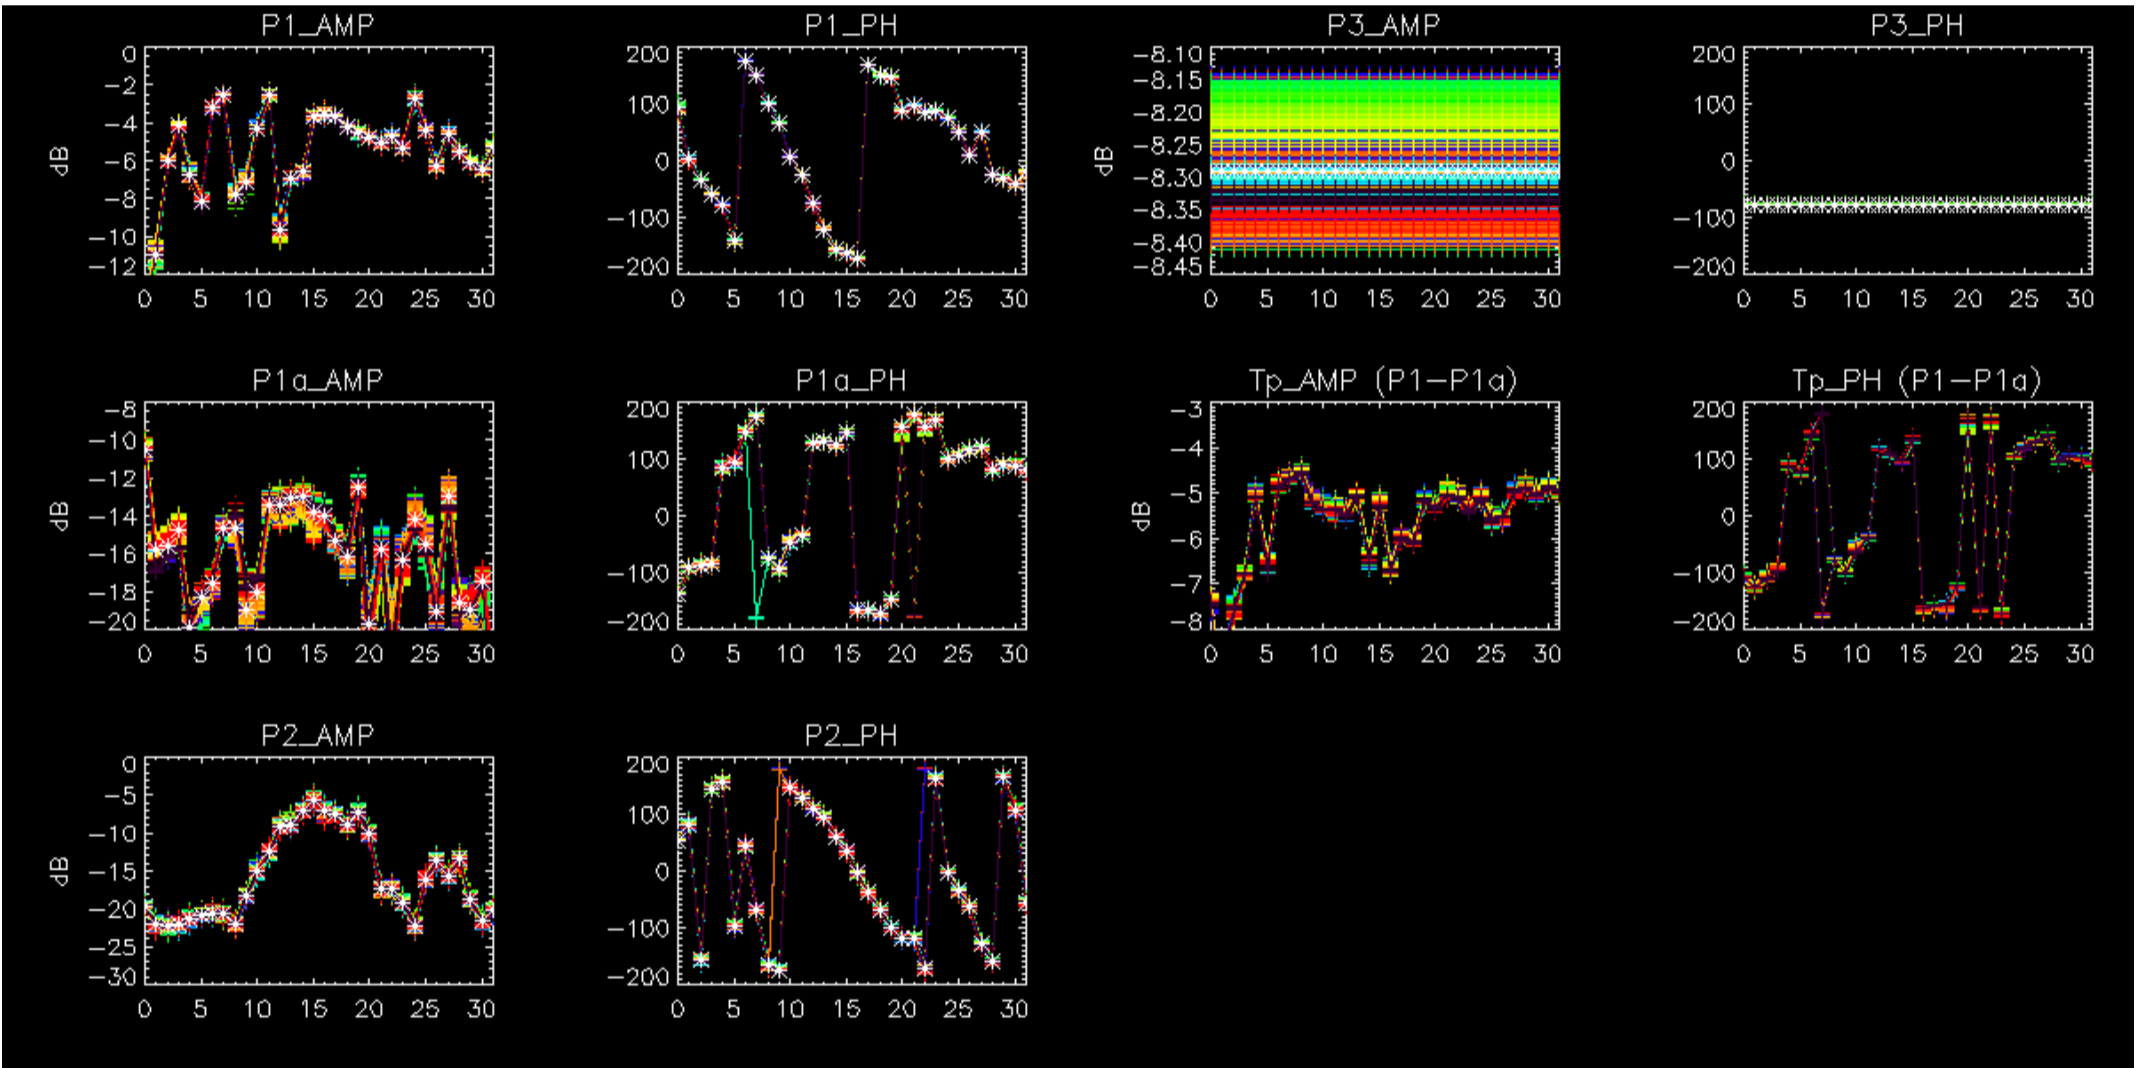 P1_AMP
dB
0
−2
−4
−6
−8
−10
−12
0 5 10 15 20 25 30
P1_PH
200
100
0
−100
−200
0 5 10 15 20 25 30
P3_AMP
dB
−8.10
−8.15
−8.20
−8.25
−8.30
−8.35
−8.40
−8.45
0 5 10 15 20 25 30
P3_PH
200
100
0
−100
−200
0 5 10 15 20 25 30
P1a_AMP
dB
−8
−10
−12
−14
−16
−18
−20
0 5 10 15 20 25 30
P1a_PH
200
100
0
−100
−200
0 5 10 15 20 25 30
Tp_AMP (P1−P1a)
dB
−3
−4
−5
−6
−7
−8
0 5 10 15 20 25 30
Tp_PH (P1−P1a)
200
100
0
−100
−200
0 5 10 15 20 25 30
P2_AMP
dB
0
−5
−10
−15
−20
−25
−30
0 5 10 15 20 25 30
P2_PH
200
100
0
−100
−200
0 5 10 15 20 25 30